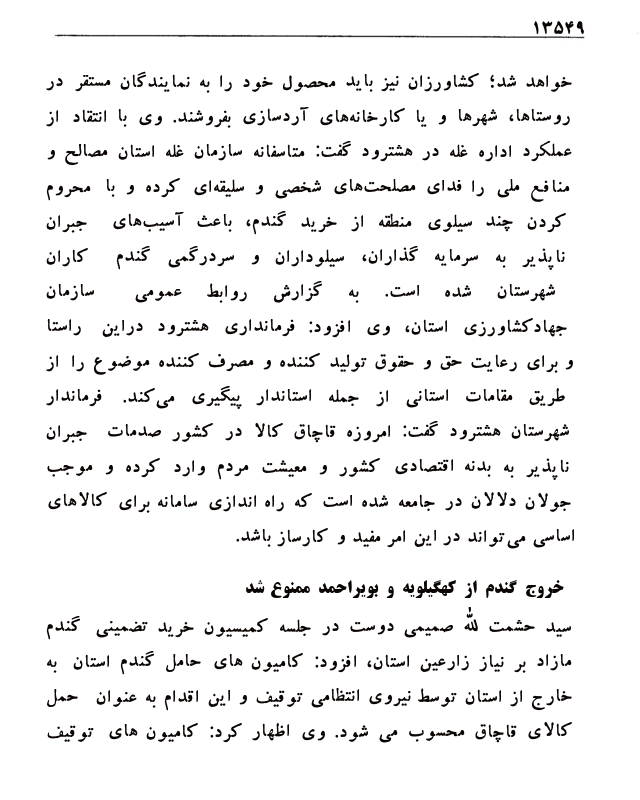 ۱۳۵۴۹
خواهد شد؛ کشاورزان نیز باید محصول خود را به نمایندگان مستقر در
روستاها، شهرها و یا کارخانه‌های آردسازی بفروشند. وی با انتقاد از
عملکرد اداره غله در هشترود گفت: متاسفانه سازمان غله استان مصالح و
منافع ملی را فدای مصلحت‌های شخصی و سلیقه‌ای کرده و با محروم
کردن چند سیلوی منطقه از خرید گندم، باعث آسیب‌های جبران
ناپذیر به سرمایه گذاران، سیلوداران و سردرگمی گندم کاران
شهرستان شده است. به گزارش روابط عمومی سازمان
جهادکشاورزی استان، وی افزود: فرمانداری هشترود دراین راستا
و برای رعایت حق و حقوق تولید کننده و مصرف کننده موضوع را از
طریق مقامات استانی از جمله استاندار پیگیری می‌کند. فرماندار
شهرستان هشترود گفت: امروزه قاچاق کالا در کشور صدمات جبران
ناپذیر به بدنه اقتصادی کشور و معیشت مردم وارد کرده و موجب
جولان دلالان در جامعه شده است که راه اندازی سامانه برای کالاهای
اساسی می‌تواند در این امر مفید و کارساز باشد.
خروج گندم از کهگیلویه و بویراحمد ممنوع شد
سید حشمت لله صمیمی دوست در جلسه کمیسیون خرید تضمینی گندم
مازاد بر نیاز زارعین استان، افزود: کامیون های حامل گندم استان به
خارج از استان توسط نیروی انتظامی توقیف و این اقدام به عنوان حمل
کالای قاچاق محسوب می شود. وی اظهار کرد: کامیون های توقیف